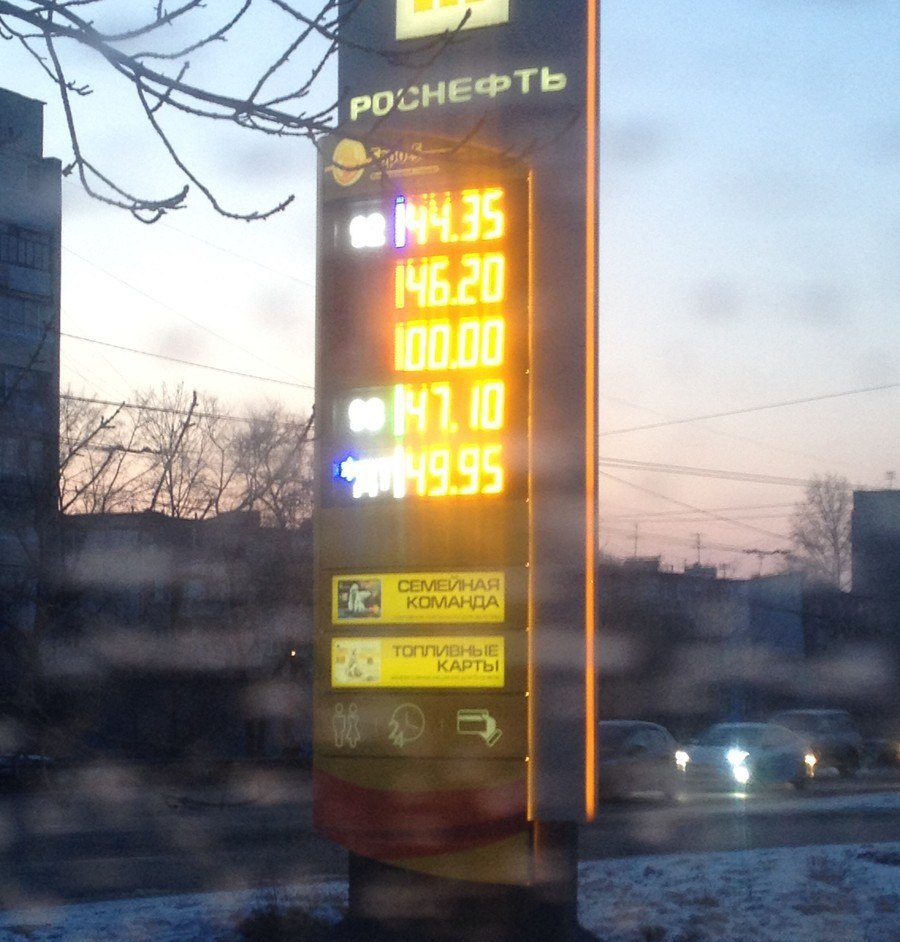 РОСНЕФТЬ
92 144.35
146.20
100.00
98 147.10
149.95
СЕМЕЙНАЯ
КОМАНДА
ТОПЛИВНЫЕ
КАРТЫ